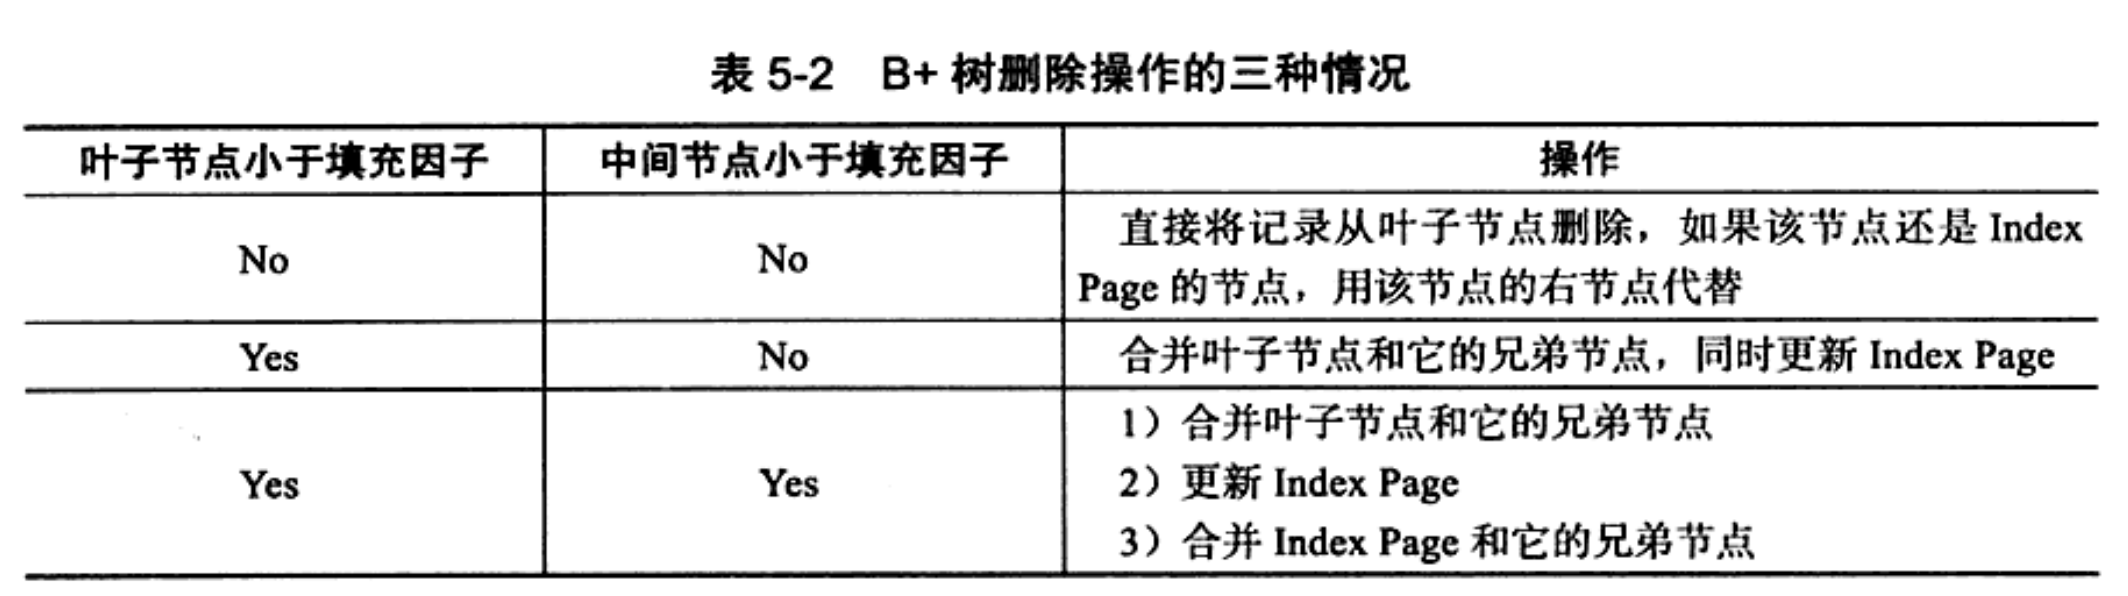 表 5-2 B+ 树删除操作的三种情况
叶子节点小于填充因子 中间节点小于填充因子 操作
No No 直接将记录从叶子节点删除，如果该节点还是 Index
Page 的节点，用该节点的右节点代替
Yes No 合并叶子节点和它的兄弟节点，同时更新 Index Page
1）合并叶子节点和它的兄弟节点
Yes Yes 2）更新 Index Page
3）合并 Index Page 和它的兄弟节点